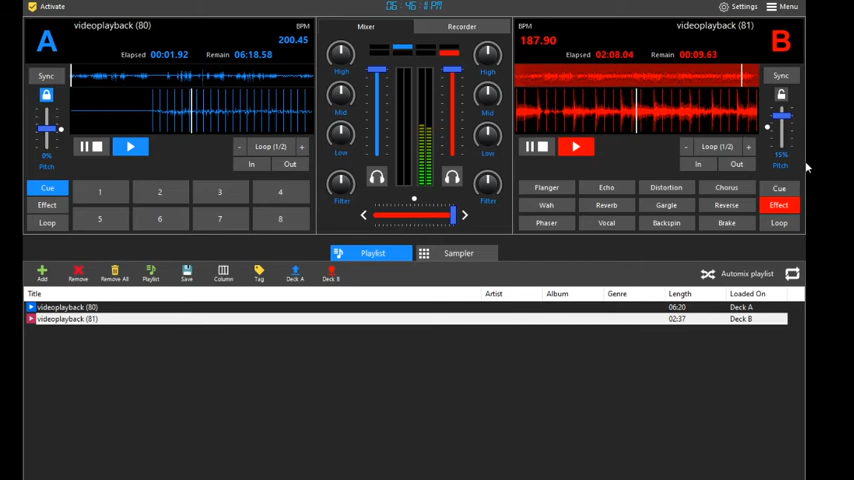 Activate
06:46:11 PM
Settings
Menu
A
videoplayback (80)
BPM
200.45
Elapsed 00:01.92
Remain 06:18.58
Mixer
Recorder
BPM
videoplayback (81)
187.90
B
Elapsed 02:08.04
Remain 00:09.63
Sync
High
High
Sync
Mid
Mid
Low
Low
0%
Pitch
- Loop (1/2) +
In
Out
- Loop (1/2) +
In
Out
15%
Pitch
Cue
1
2
3
4
Filter
Filter
Flanger
Echo
Distortion
Chorus
Cue
Effect
Wah
Reverb
Gargle
Reverse
Effect
Loop
5
6
7
8
Phaser
Vocal
Backspin
Brake
Loop
Playlist
Sampler
Add
Remove
Remove All
Playlist
Save
Column
Tag
Deck A
Deck B
Automix playlist
Title
Artist
Album
Genre
Length
Loaded On
videoplayback (80)
06:20
Deck A
videoplayback (81)
02:37
Deck B